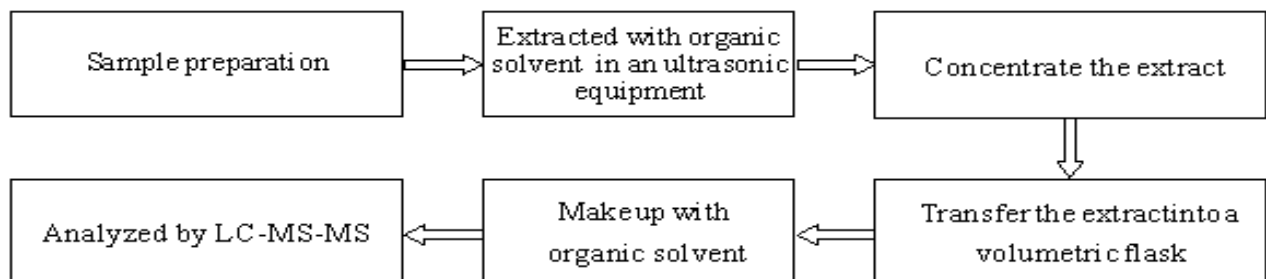 Sample preparation
Extracted with organic
solvent in an ultrasonic
equipment
Concentrate the extract
Transfer the extractinto a
volumetric flask
Makeup with
organic solvent
Analyzed by LC-MS-MS